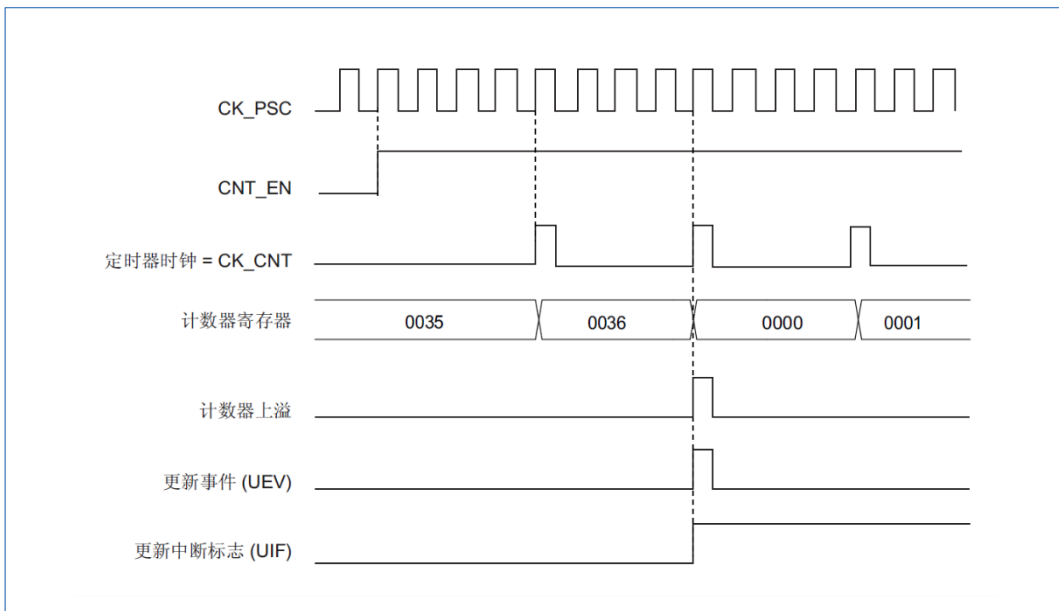 CK_PSC
CNT_EN
定时器时钟 = CK_CNT
计数器寄存器
0035
0036
0000
0001
计数器上溢
更新事件 (UEV)
更新中断标志 (UIF)